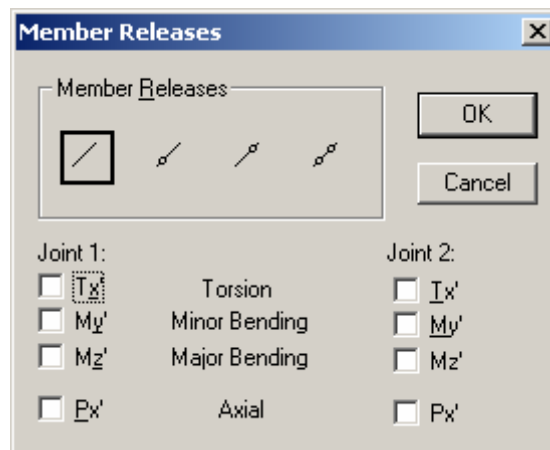 Member Releases
Member Releases
OK
Cancel
Joint 1: Joint 2:
Tx' Torsion Tx'
My' Minor Bending My'
Mz' Major Bending Mz'
Px' Axial Px'